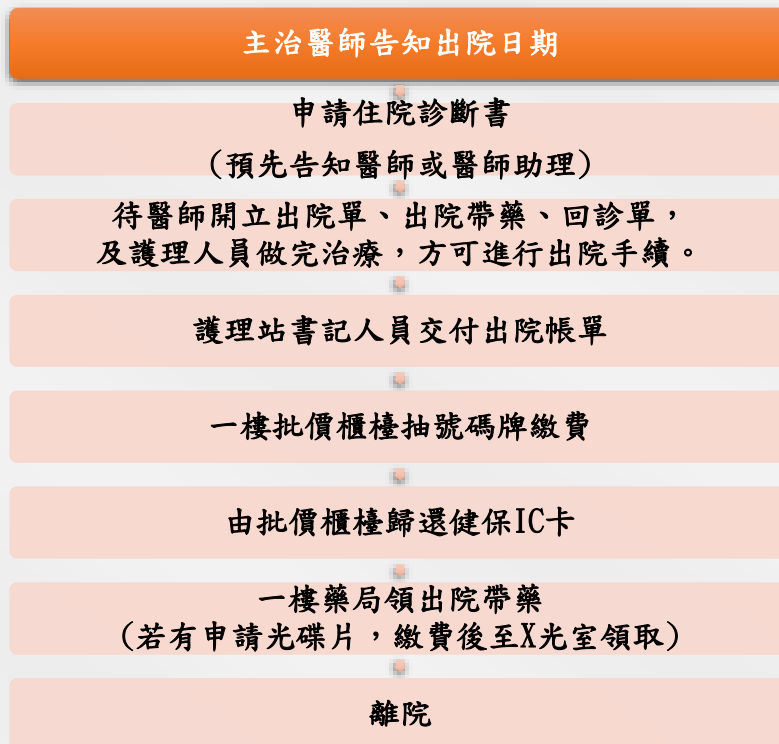 主治醫師告知出院日期
申請住院診斷書
(預先告知醫師或醫師助理)
待醫師開立出院單、出院帶藥、回診單，
及護理人員做完治療，方可進行出院手續。
護理站書記人員交付出院帳單
一樓批價櫃檯抽號碼牌繳費
由批價櫃檯歸還健保IC卡
一樓藥局領出院帶藥
(若有申請光碟片，繳費後至X光室領取)
離院